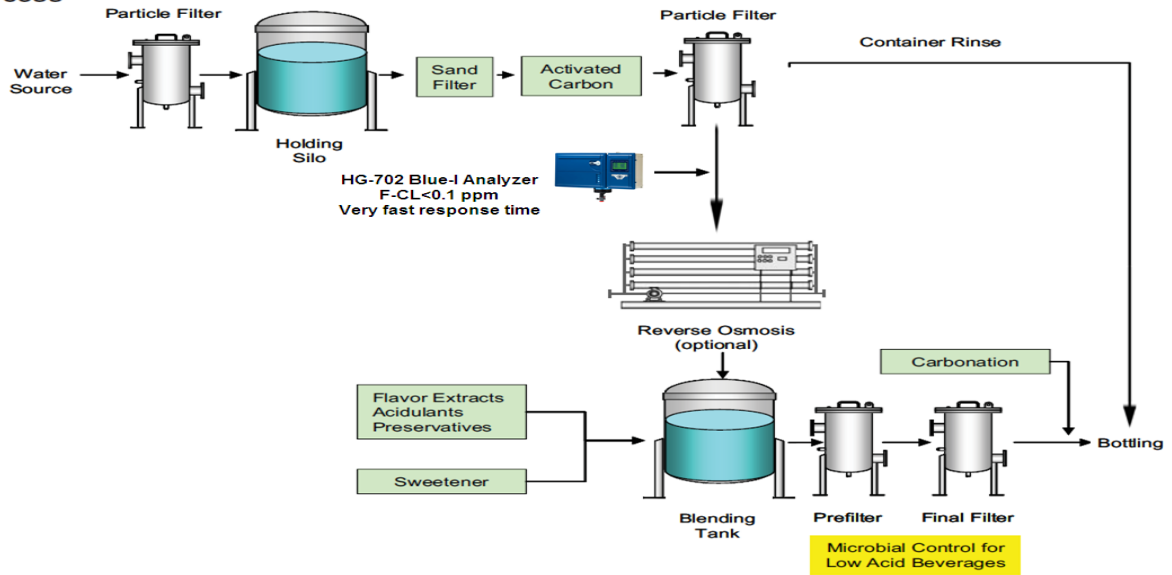 Particle Filter
Particle Filter
Container Rinse
Water
Source
Sand
Filter
Activated
Carbon
Holding
Silo
HG-702 Blue-I Analyzer
F-CL<0.1 ppm
Very fast response time
Reverse Osmosis
(optional)
Carbonation
Flavor Extracts
Acidulants
Preservatives
Bottling
Sweetener
Blending
Tank
Prefilter
Final Filter
Microbial Control for
Low Acid Beverages